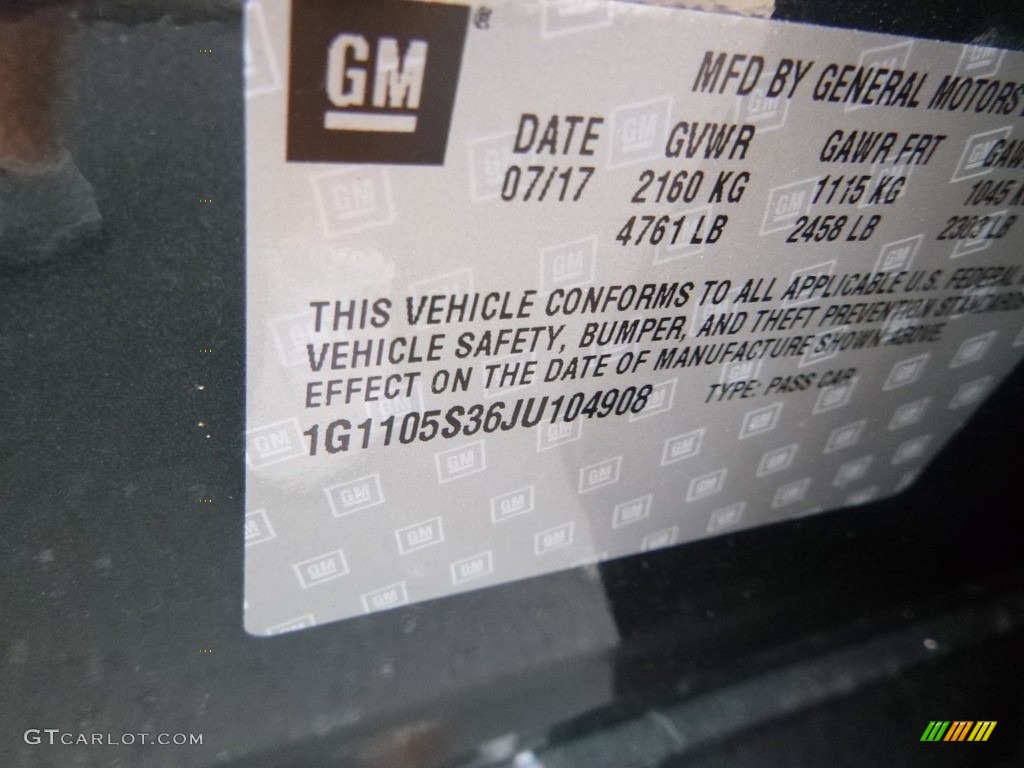 GM
MFD BY GENERAL MOTORS
DATE GVWR GAWR FRT
07/17 2160 KG 1115 KG 1045
4761 LB 2458 LB 2303 LB
THIS VEHICLE CONFORMS TO ALL APPLICABLE U.S. FEDERAL
VEHICLE SAFETY, BUMPER, AND THEFT PREVENTION STANDARDS
EFFECT ON THE DATE OF MANUFACTURE SHOWN ABOVE.
1G1105S36JU104908 TYPE: PASS CAR
GTCARLOT.COM